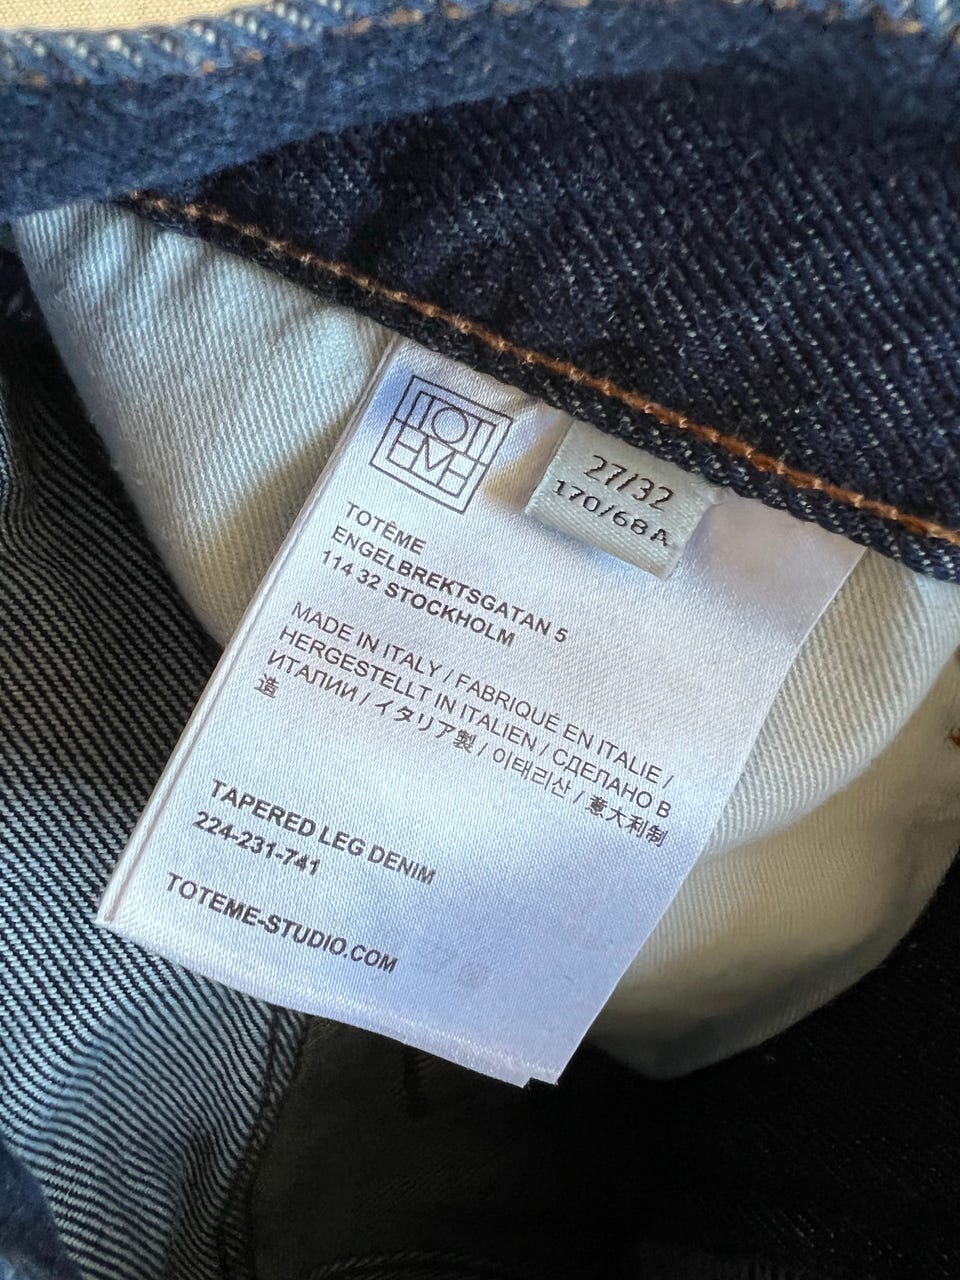 TOTEME
27/32
170/68A
TOTÊME
ENGELBREKTSGATAN 5
114 32 STOCKHOLM
MADE IN ITALY / FABRIQUÉ EN ITALIE /
HERGESTELLT IN ITALIEN / СДЕЛАНО В
ИТАЛИИ / イタリア製 / 이태리산 / 意大利制
造
TAPERED LEG DENIM
224-231-741
TOTEME-STUDIO.COM